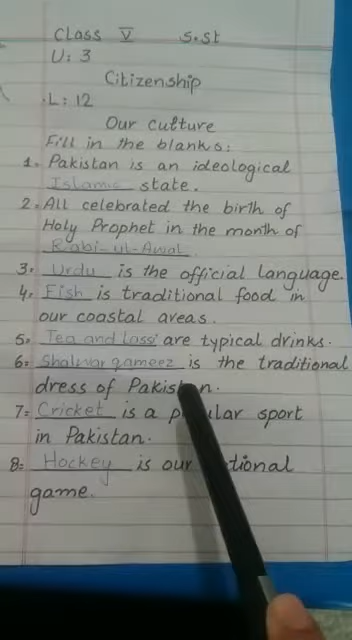 Class V S.St
U: 3
Citizenship
L: 12
Our culture
Fill in the blanks:
1. Pakistan is an ideological
Islamic state.
2. All celebrated the birth of
Holy Prophet in the month of
Rabi-ul-Awal.
3. Urdu is the official language.
4. Fish is traditional food in
our coastal areas.
5. Tea and lassi are typical drinks.
6. Shalwar qameez is the traditional
dress of Pakistan.
7. Cricket is a popular sport
in Pakistan.
8. Hockey is our national
game.